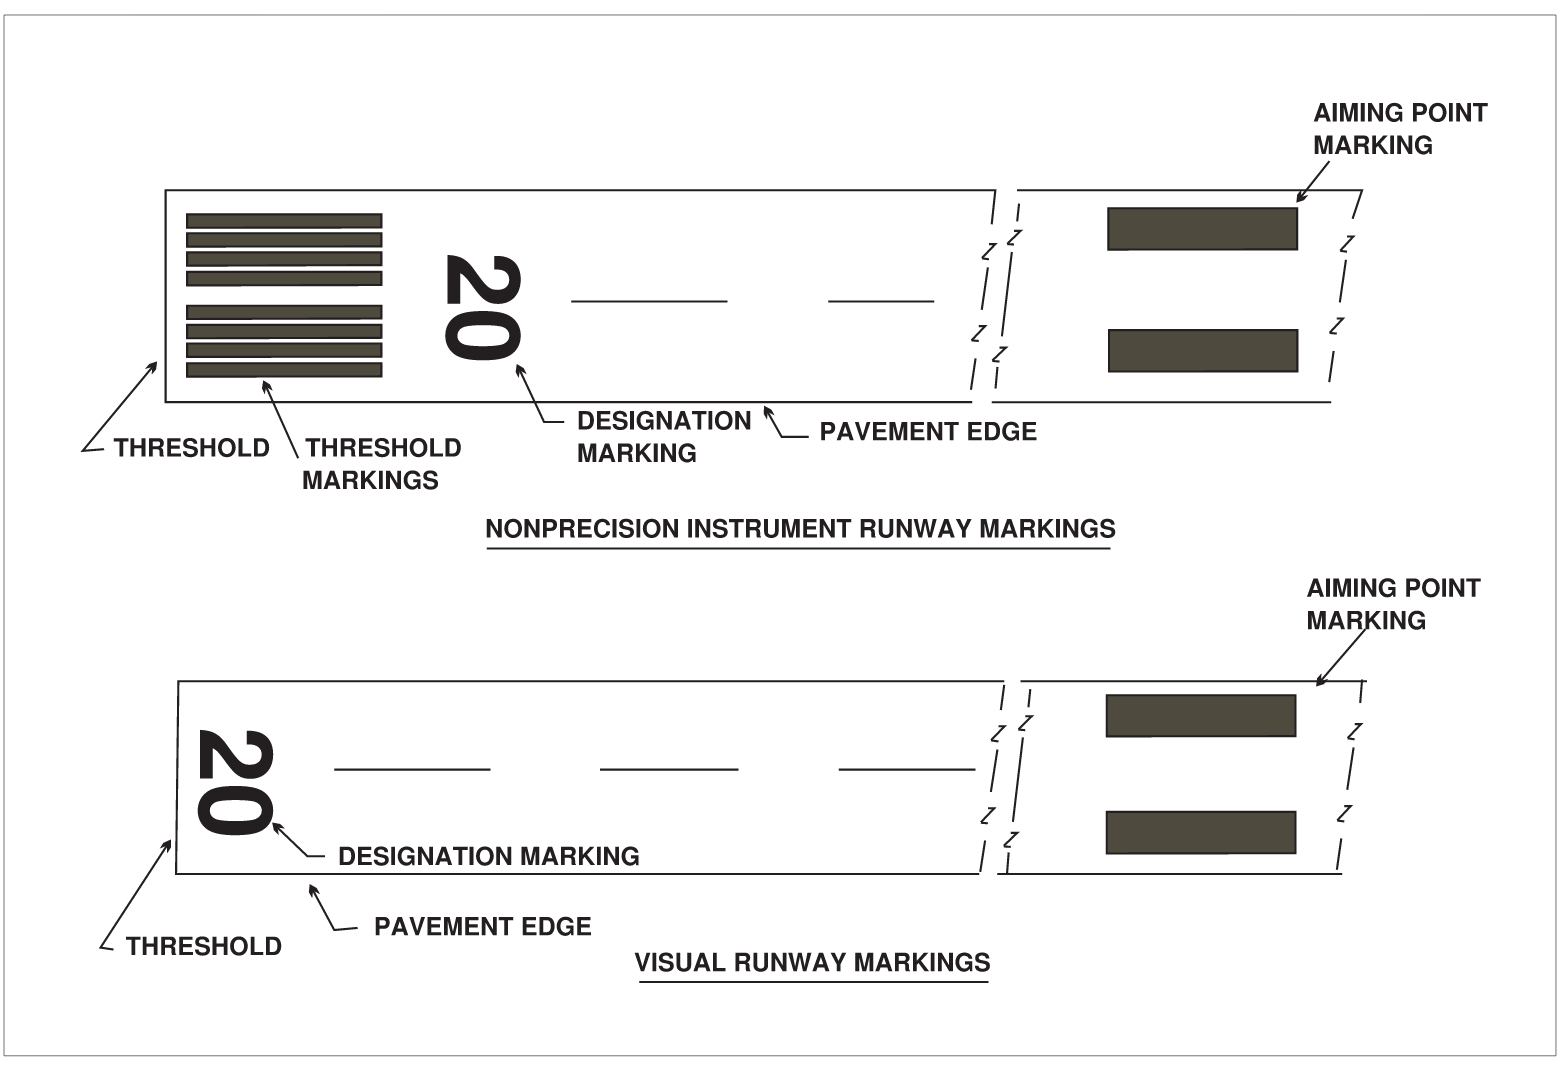 AIMING POINT
MARKING
20
DESIGNATION
MARKING
PAVEMENT EDGE
THRESHOLD
THRESHOLD
MARKINGS
NONPRECISION INSTRUMENT RUNWAY MARKINGS
AIMING POINT
MARKING
20
DESIGNATION MARKING
PAVEMENT EDGE
THRESHOLD
VISUAL RUNWAY MARKINGS